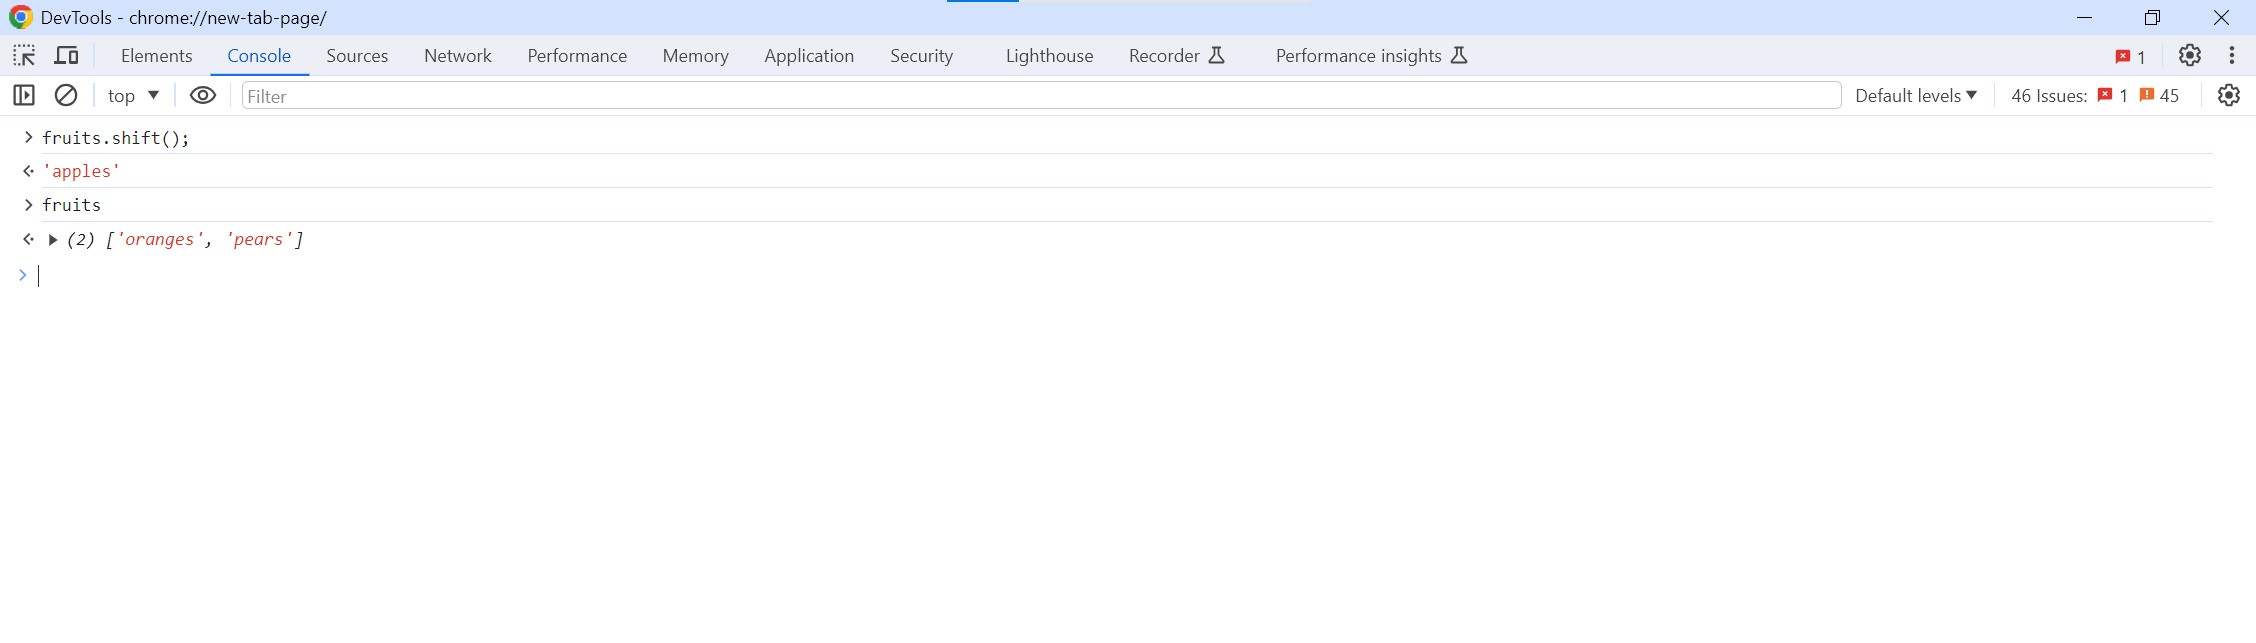 DevTools - chrome://new-tab-page/
Elements Console Sources Network Performance Memory Application Security Lighthouse Recorder Performance insights 1
top Filter Default levels 46 Issues: 1 45
fruits.shift();
'apples'
fruits
(2) ['oranges', 'pears']